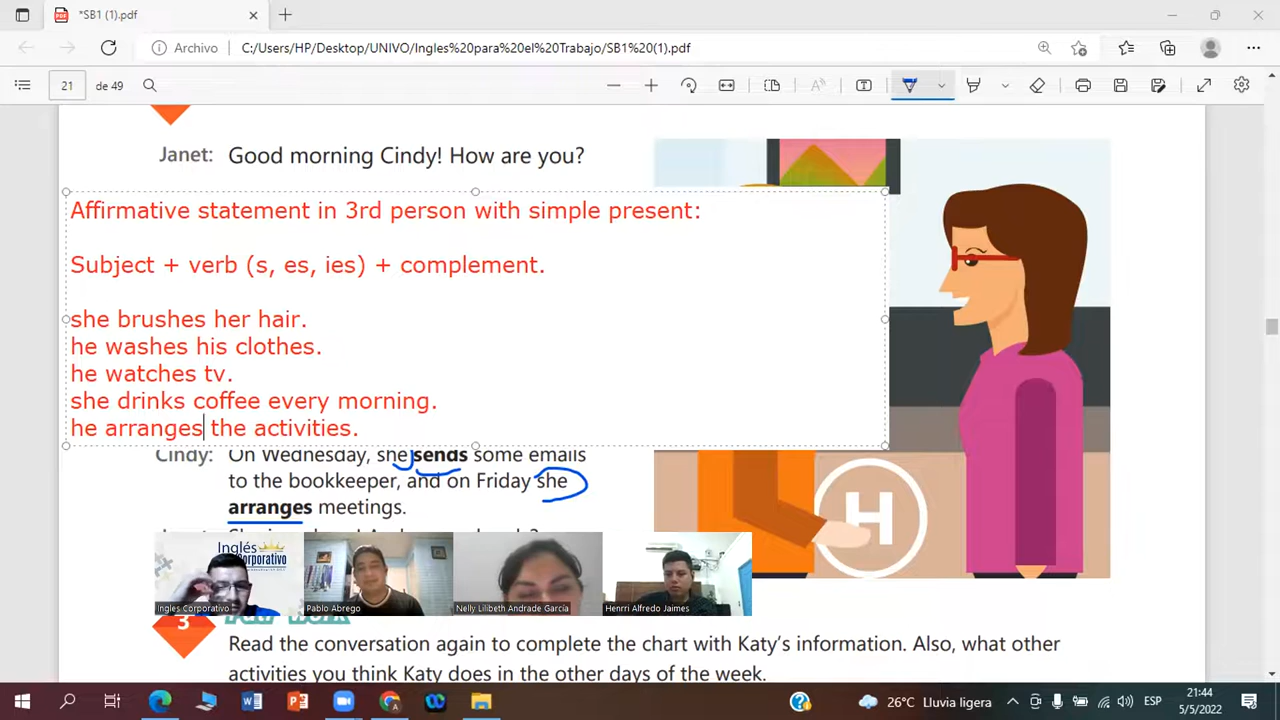 *SB1 (1).pdf
Archivo
C:/Users/HP/Desktop/UNIVO/Ingles%20para%20el%20Trabajo/SB1%20(1).pdf
21
de 49
Janet: Good morning Cindy! How are you?
Affirmative statement in 3rd person with simple present:
Subject + verb (s, es, ies) + complement.
she brushes her hair.
he washes his clothes.
he watches tv.
she drinks coffee every morning.
he arranges the activities.
Cindy: On Wednesday, she sends some emails
to the bookkeeper, and on Friday she
arranges meetings.
H
Inglés
Corporativo
Ingles Corporativo
Pablo Abrego
Nelly Lilibeth Andrade García
Henrri Alfredo Jaimes
3
Pair work
Read the conversation again to complete the chart with Katy's information. Also, what other
activities you think Katy does in the other days of the week.
26°C Lluvia ligera
ESP
21:44
5/5/2022